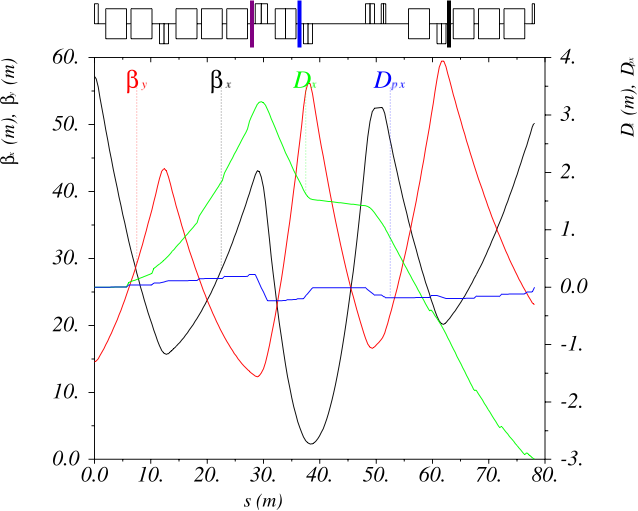 60.
50.
40.
30.
20.
10.
0.0
βx (m), βy (m)
βy
βx
Dx
Dpx
4.
3.
2.
1.
0.0
-1.
-2.
-3.
Dx (m), Dpx
0.0 10. 20. 30. 40. 50. 60. 70. 80.
s (m)